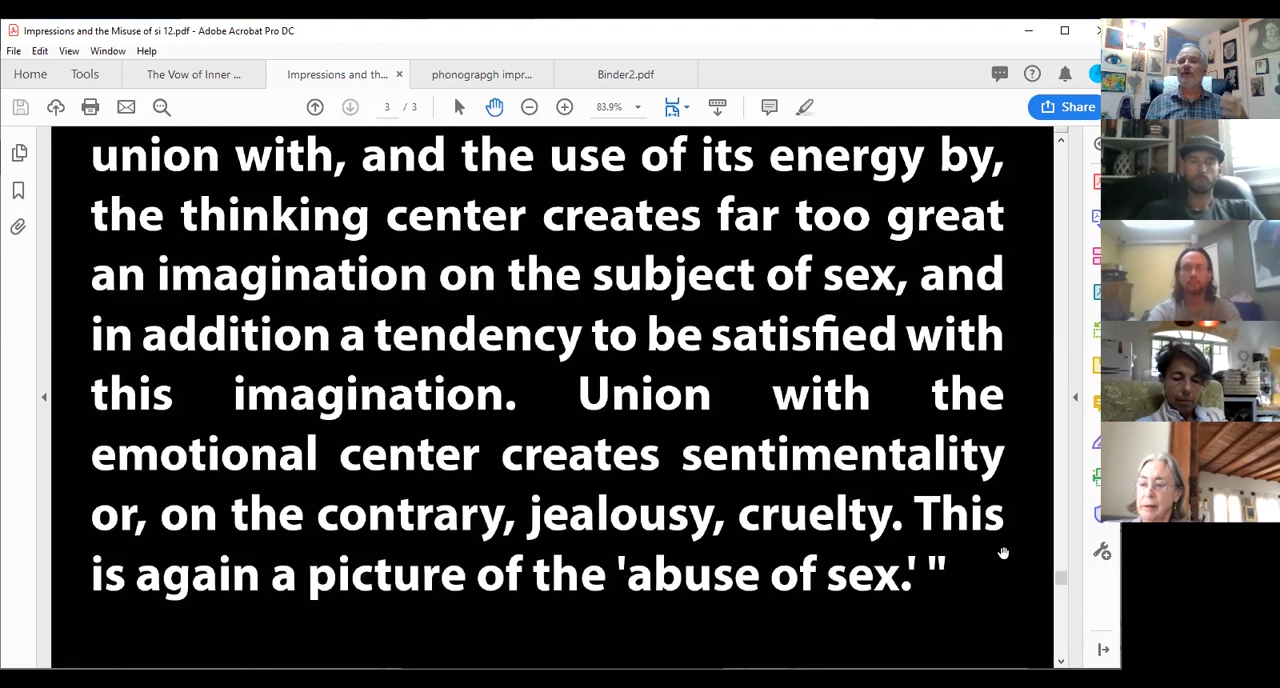 Impressions and the Misuse of si 12.pdf - Adobe Acrobat Pro DC
File Edit View Window Help
Home Tools The Vow of Inner ... Impressions and th... × phonograpgh impr... Binder2.pdf
3 / 3 83.9% Share
union with, and the use of its energy by,
the thinking center creates far too great
an imagination on the subject of sex, and
in addition a tendency to be satisfied with
this imagination. Union with the
emotional center creates sentimentality
or, on the contrary, jealousy, cruelty. This
is again a picture of the 'abuse of sex.' "